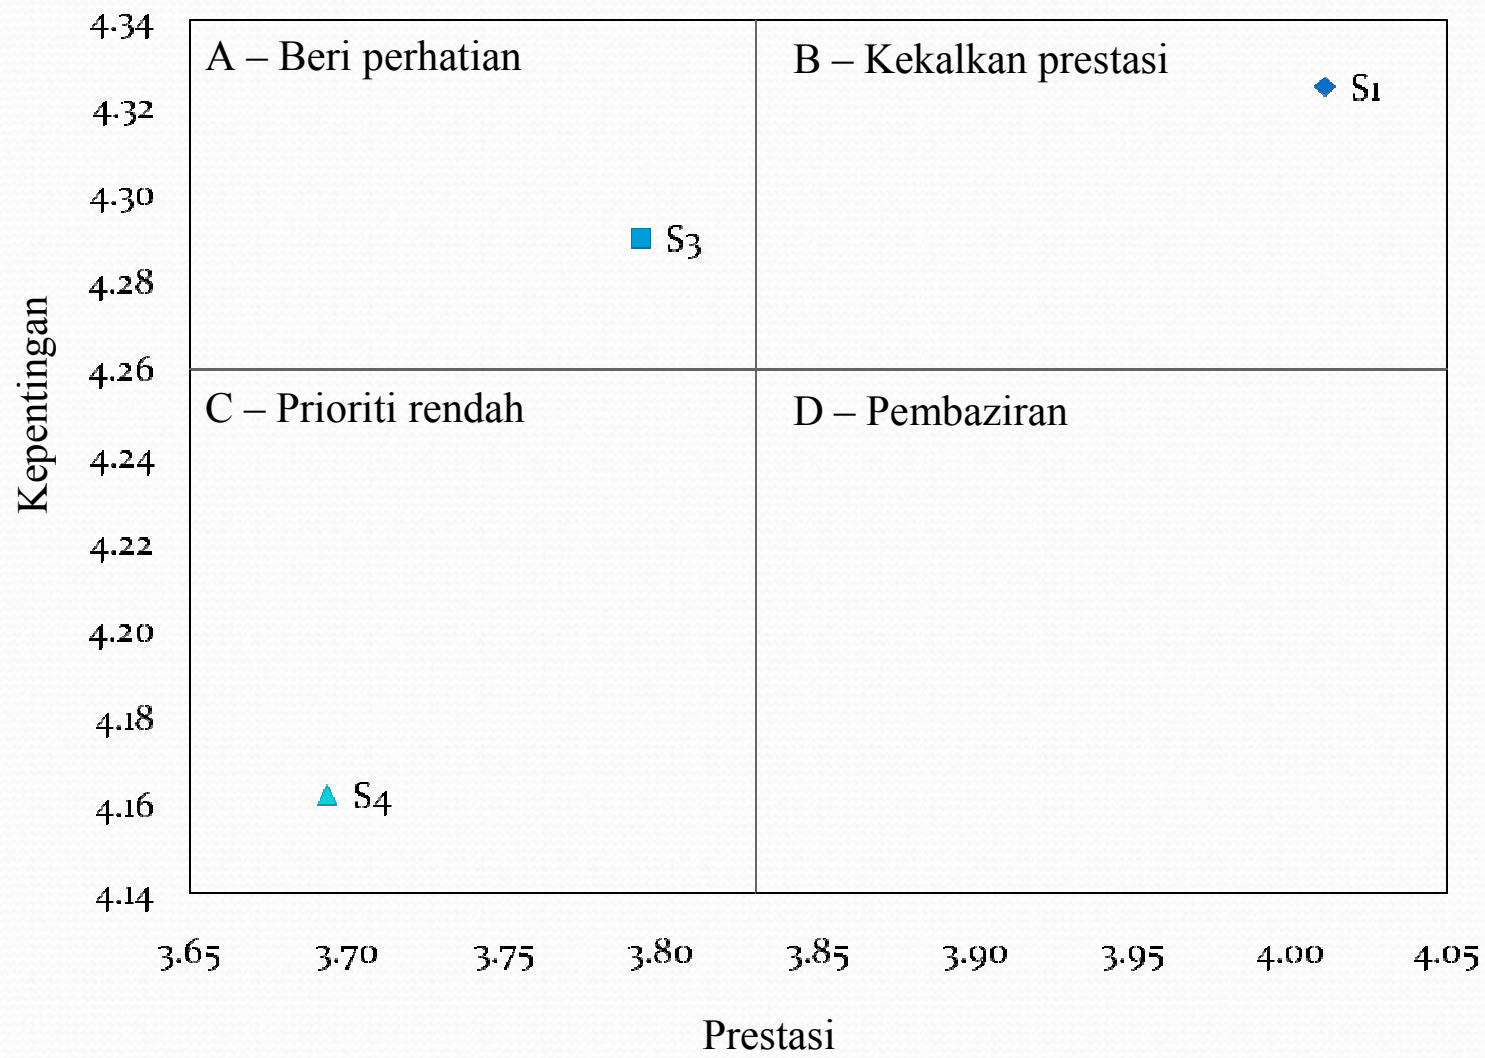 4.34
A – Beri perhatian
B – Kekalkan prestasi
S1
4.32
4.30
S3
4.28
Kepentingan
4.26
C – Prioriti rendah
D – Pembaziran
4.24
4.22
4.20
4.18
S4
4.16
4.14
3.65 3.70 3.75 3.80 3.85 3.90 3.95 4.00 4.05
Prestasi